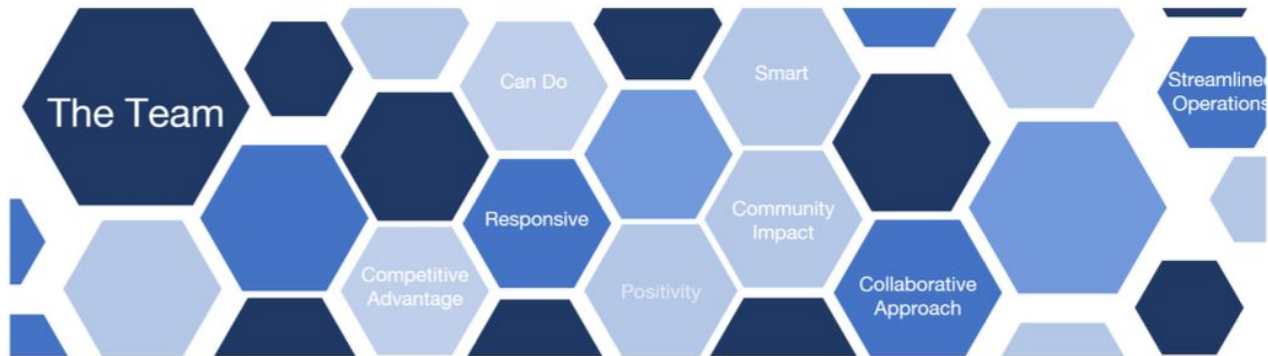 The Team
Can Do
Smart
Streamlined
Operations
Responsive
Community
Impact
Competitive
Advantage
Positivity
Collaborative
Approach